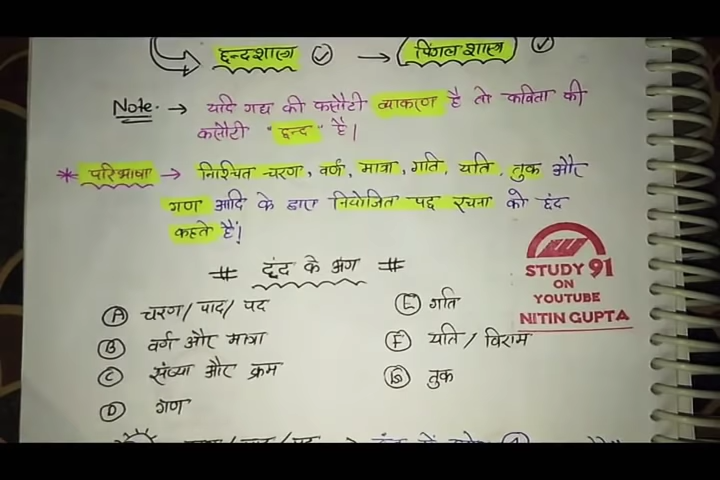 छन्दशास्त्र → पिंगल शास्त्र
Note → यदि गद्य की कसौटी व्याकरण है तो कविता की
कसौटी "छन्द" है।
* परिभाषा → निश्चित चरण, वर्ण, मात्रा, गति, यति, तुक और
गण आदि के द्वारा नियोजित पद्य रचना को छंद
कहते हैं।
# छंद के अंग #
A चरण/पाद/पद
B वर्ण और मात्रा
C संख्या और क्रम
D गण
E गति
F यति / विराम
G तुक
STUDY 91
ON
YOUTUBE
NITIN GUPTA